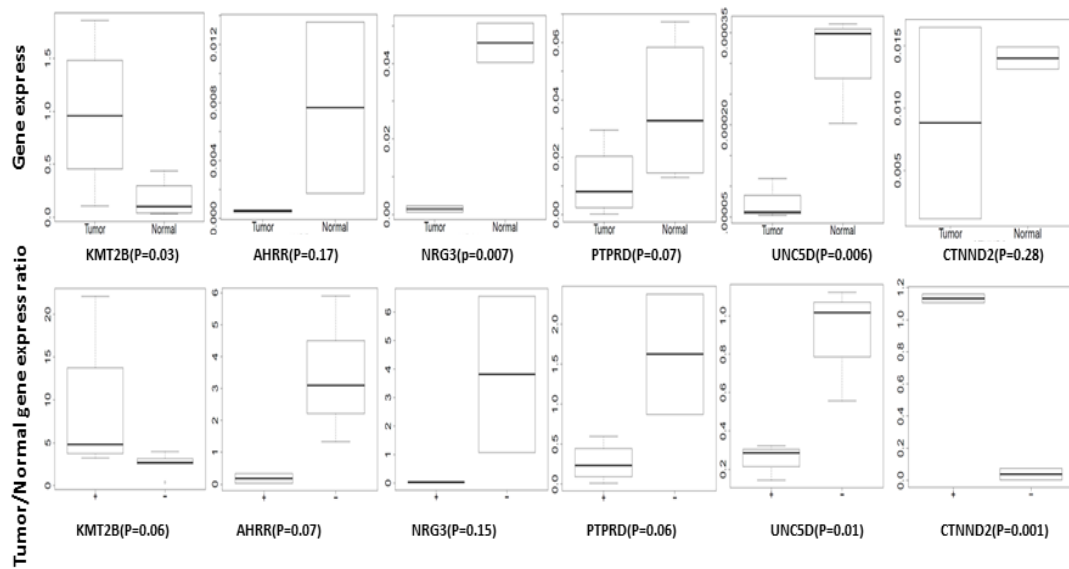 Gene express
0.0 0.5 1.0 1.5
Tumor Normal
KMT2B(P=0.03)
0.000 0.004 0.008 0.012
Tumor Normal
AHRR(P=0.17)
0.00 0.02 0.04
Tumor Normal
NRG3(p=0.007)
0.00 0.02 0.04 0.06
Tumor Normal
PTPRD(P=0.07)
0.0005 0.00020 0.00035
Tumor Normal
UNC5D(P=0.006)
0.005 0.010 0.015
Tumor Normal
CTNND2(P=0.28)
Tumor/Normal gene express ratio
0 5 10 15 20
+ -
KMT2B(P=0.06)
0 1 2 3 4 5 6
+ -
AHRR(P=0.07)
0 1 2 3 4 5 6
+ -
NRG3(P=0.15)
0.0 0.5 1.0 1.5 2.0
+ -
PTPRD(P=0.06)
0.2 0.4 0.6 0.8 1.0
+ -
UNC5D(P=0.01)
0.0 0.2 0.4 0.6 0.8 1.0 1.2
+ -
CTNND2(P=0.001)